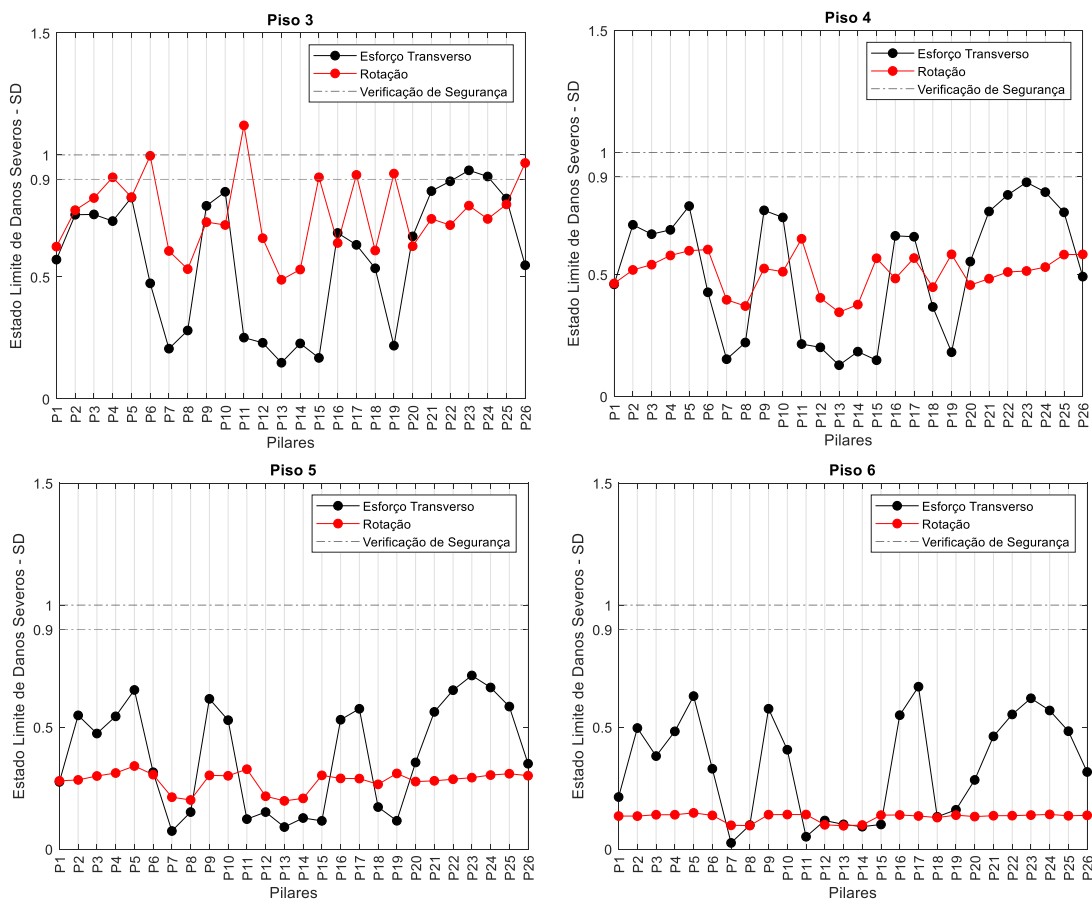 Piso 3
1.5
1
0.9
0.5
0
Estado Limite de Danos Severos - SD
Esforço Transverso
Rotação
Verificação de Segurança
P1 P2 P3 P4 P5 P6 P7 P8 P9 P10 P11 P12 P13 P14 P15 P16 P17 P18 P19 P20 P21 P22 P23 P24 P25 P26
Pilares
Piso 4
1.5
1
0.9
0.5
0
Estado Limite de Danos Severos - SD
Esforço Transverso
Rotação
Verificação de Segurança
P1 P2 P3 P4 P5 P6 P7 P8 P9 P10 P11 P12 P13 P14 P15 P16 P17 P18 P19 P20 P21 P22 P23 P24 P25 P26
Pilares
Piso 5
1.5
1
0.9
0.5
0
Estado Limite de Danos Severos - SD
Esforço Transverso
Rotação
Verificação de Segurança
P1 P2 P3 P4 P5 P6 P7 P8 P9 P10 P11 P12 P13 P14 P15 P16 P17 P18 P19 P20 P21 P22 P23 P24 P25 P26
Pilares
Piso 6
1.5
1
0.9
0.5
0
Estado Limite de Danos Severos - SD
Esforço Transverso
Rotação
Verificação de Segurança
P1 P2 P3 P4 P5 P6 P7 P8 P9 P10 P11 P12 P13 P14 P15 P16 P17 P18 P19 P20 P21 P22 P23 P24 P25 P26
Pilares